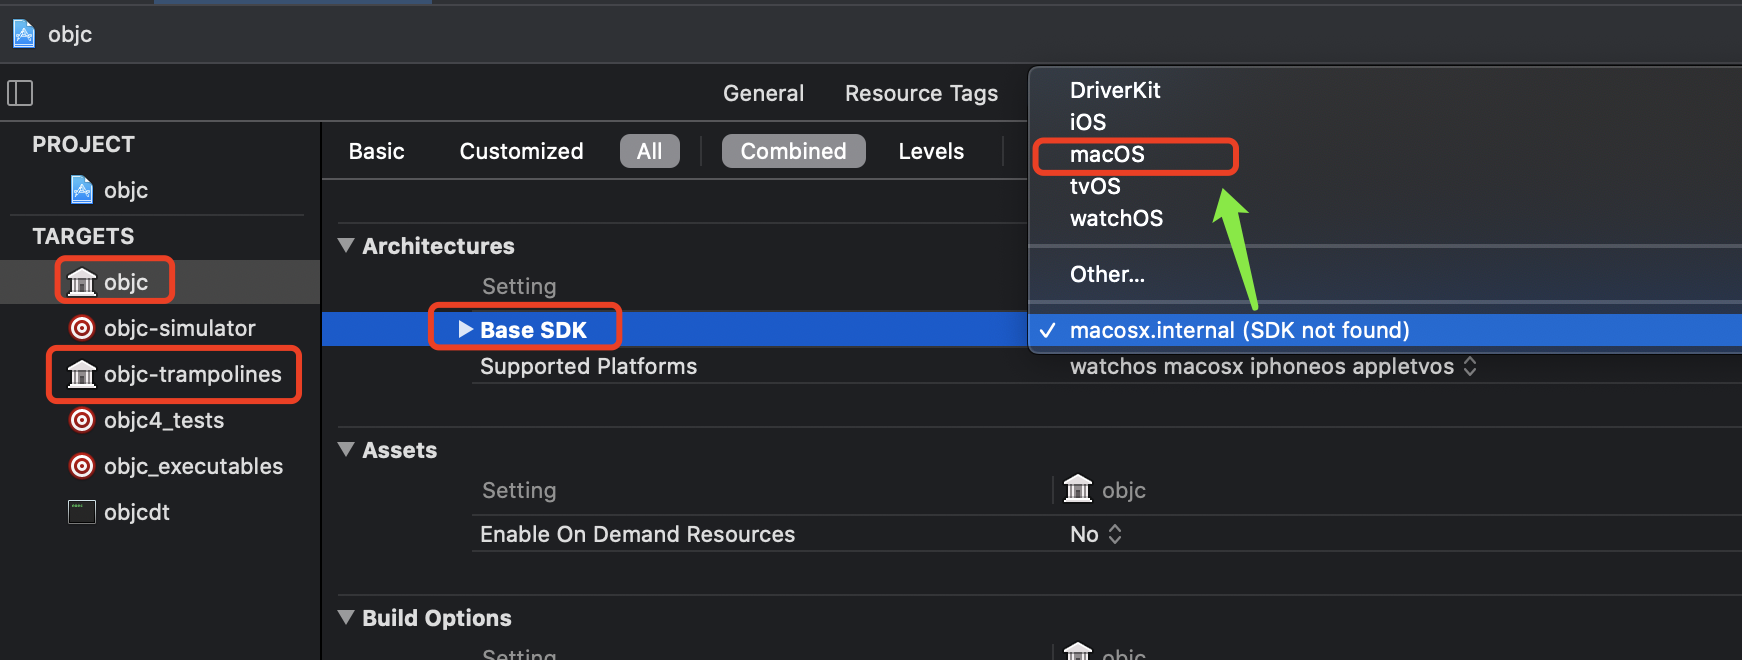 objc
General Resource Tags
PROJECT
objc
TARGETS
objc
objc-simulator
objc-trampolines
objc4_tests
objc_executables
objcdt
Basic Customized All Combined Levels
Architectures
Setting
Base SDK
Supported Platforms watchos macosx iphoneos appletvos
DriverKit
iOS
macOS
tvOS
watchOS
Other...
macosx.internal (SDK not found)
Assets
Setting objc
Enable On Demand Resources No
Build Options
Setting objc